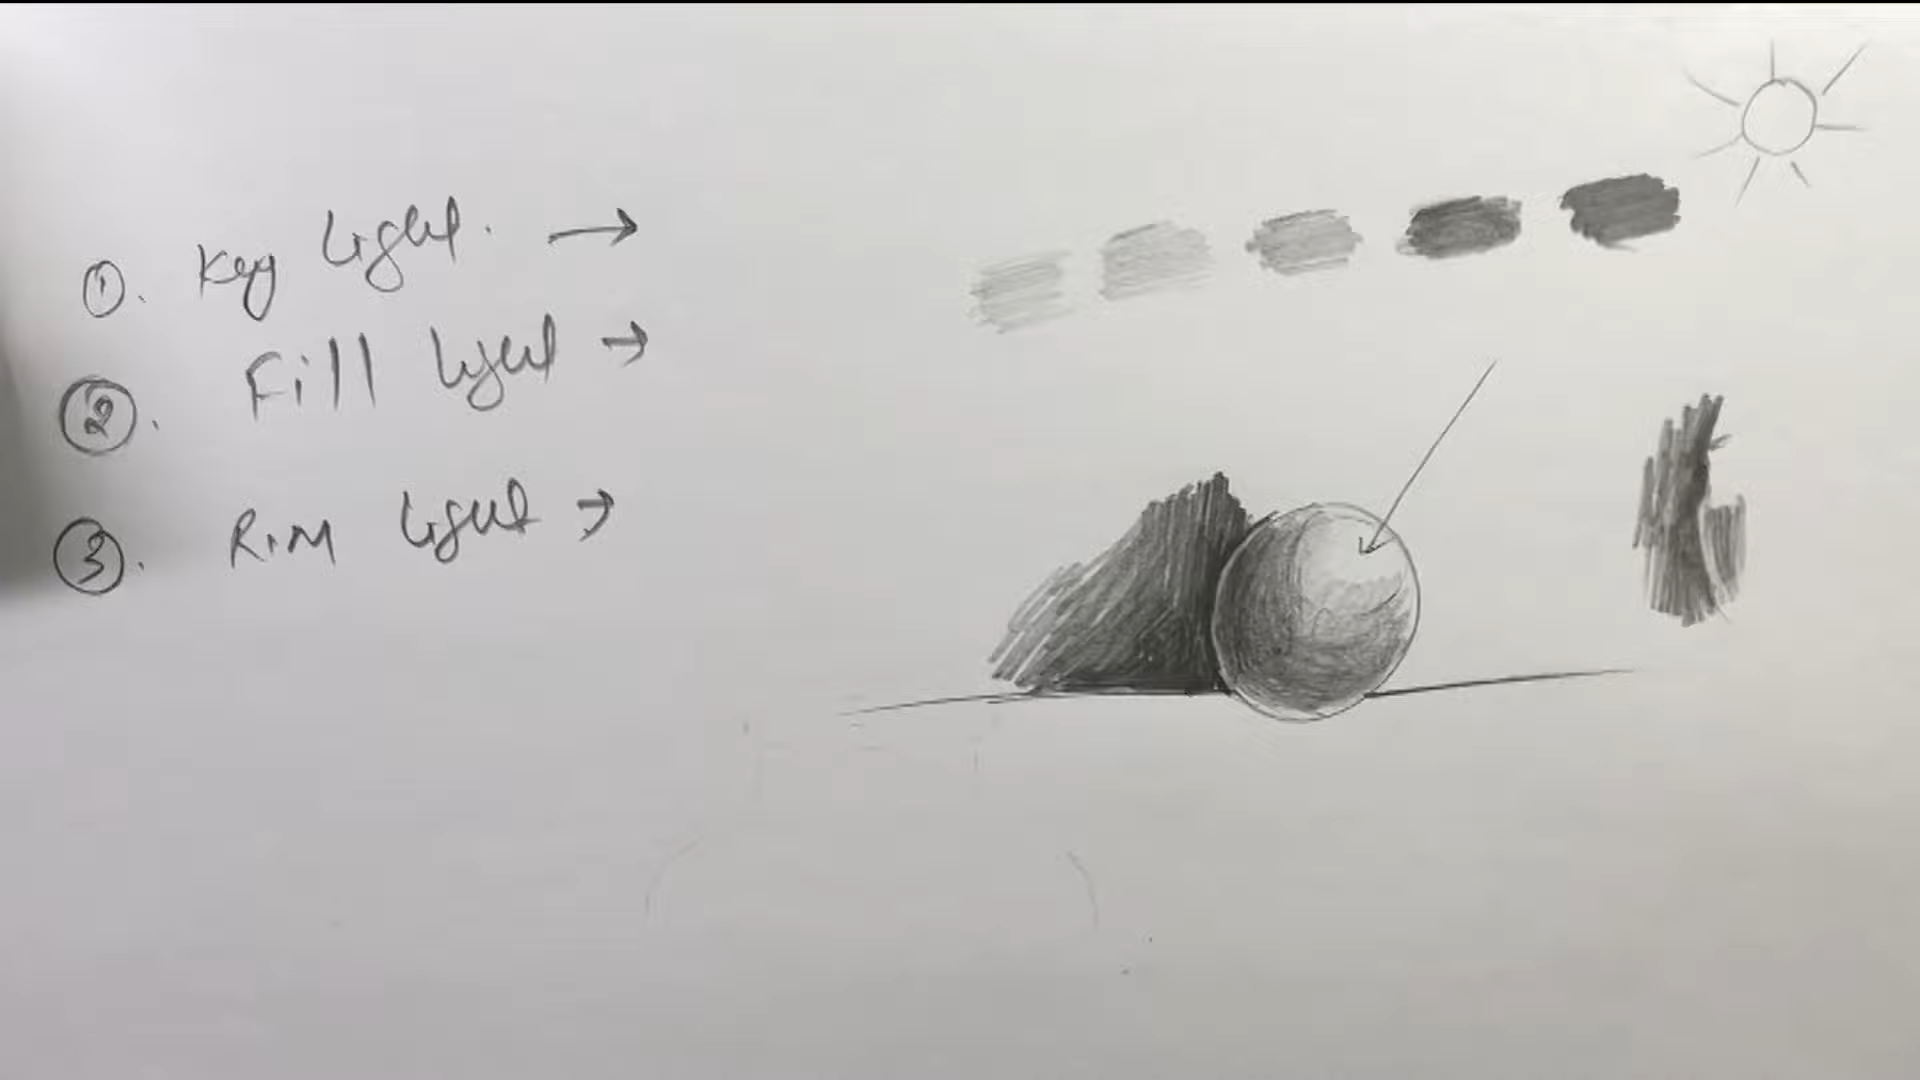 ①. Key light. →
②. Fill light →
③. Rim light →